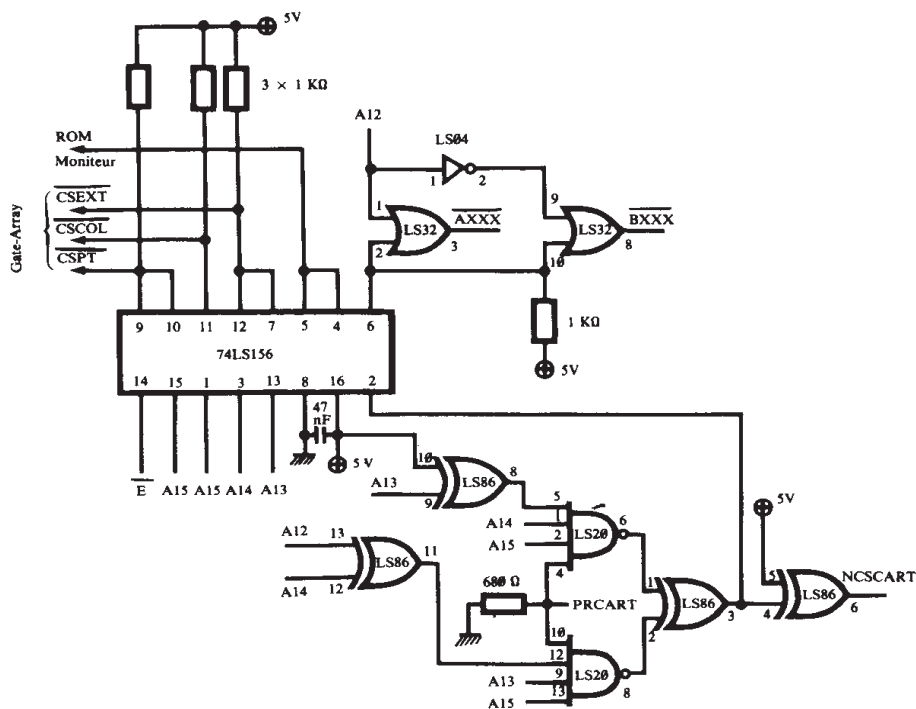 5V
3 × 1 KΩ
A12
LS04
ROM
Moniteur
1 2
CSEXT
1
9
AXXX
BXXX
LS32
LS32
CSCOL
2 3
8
10
Gate-Array
CSPT
9 10 11 12 7 5 4 6
1 KΩ
74LS156
14 15 1 3 13 8 16 2
5V
47
nF
10
5 V
8
E A15 A15 A14 A13
A13
LS86
9
5
5V
A14
1
6
LS20
A12 13
A15 2
11
4
LS86
A14 12
680 Ω
1
5
NCSCART
PRCART
LS86
LS86
3
4
6
10
2
12
9
LS20
A13
13
8
A15